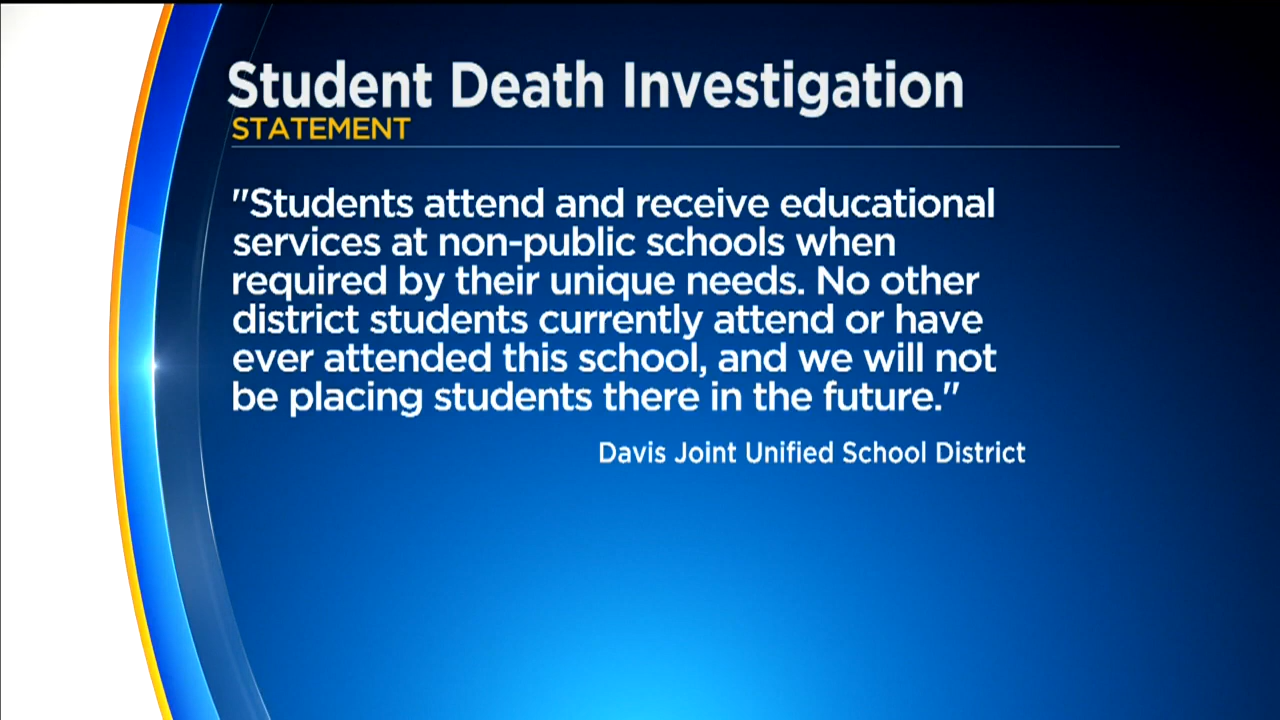 Student Death Investigation
STATEMENT
"Students attend and receive educational
services at non-public schools when
required by their unique needs. No other
district students currently attend or have
ever attended this school, and we will not
be placing students there in the future."
Davis Joint Unified School District